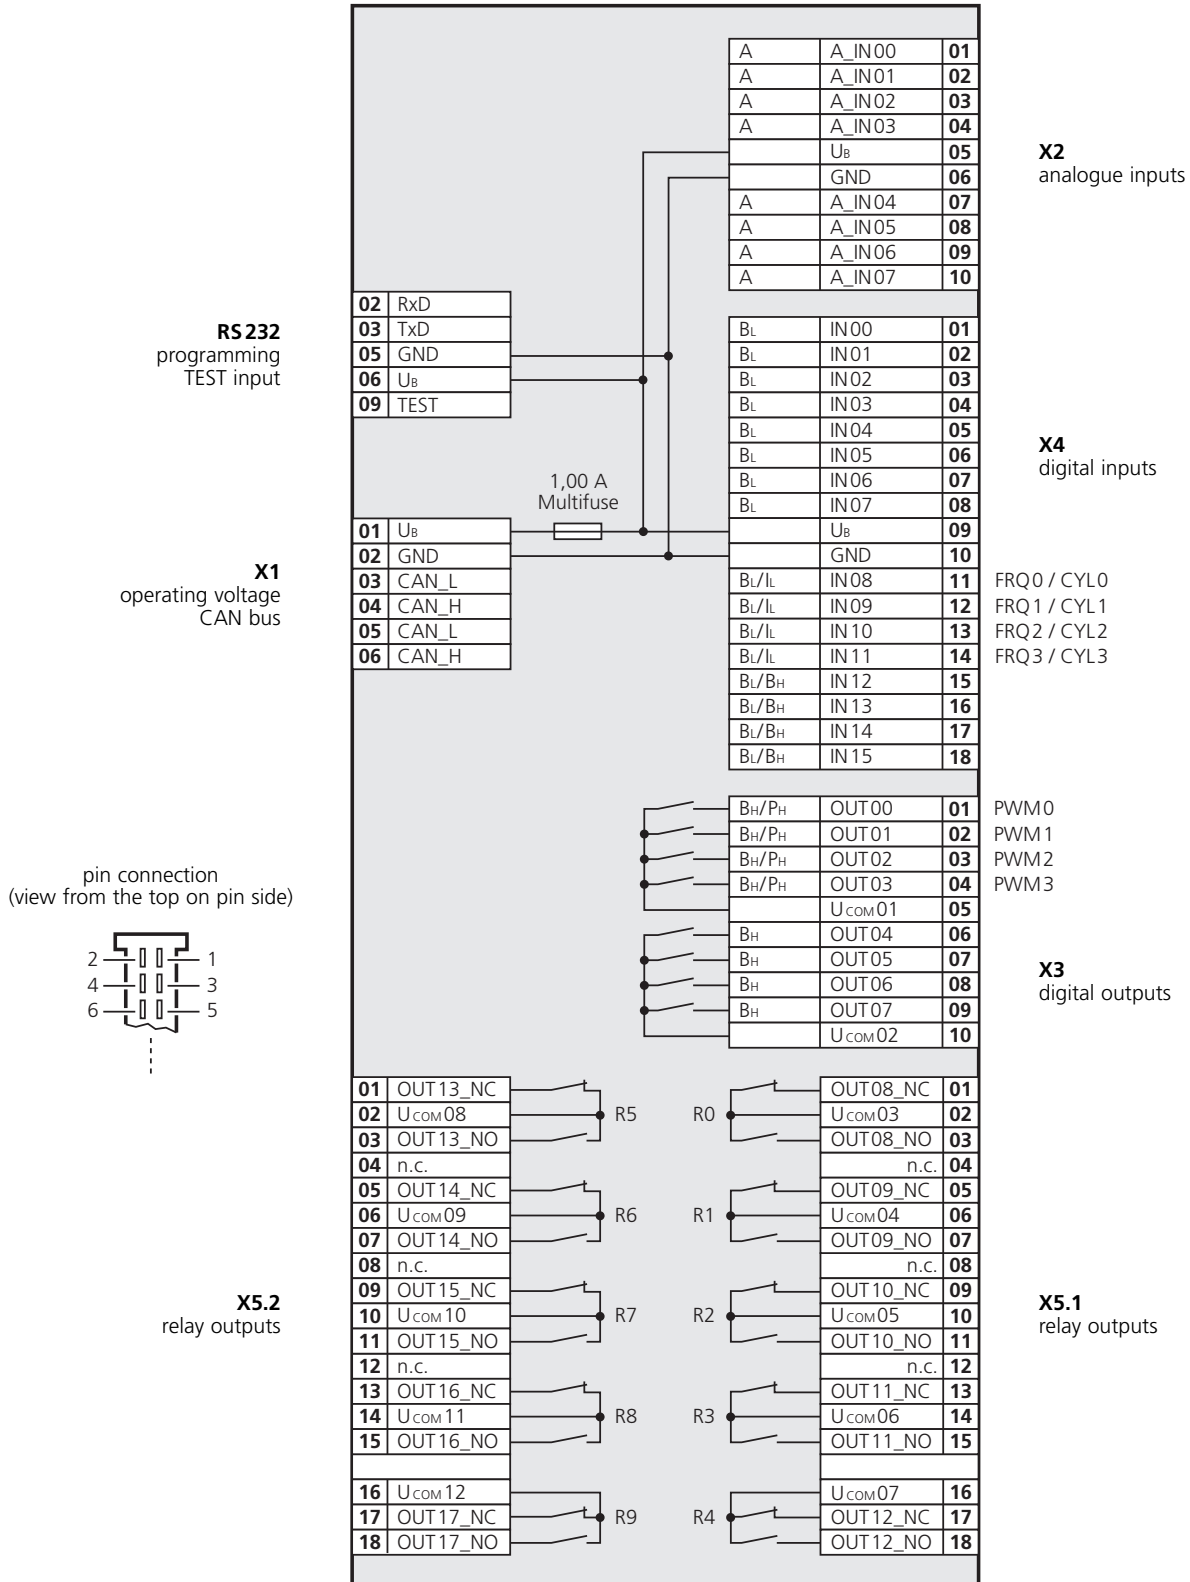 A A_IN00 01
A A_IN01 02
A A_IN02 03
A A_IN03 04
UB 05
GND 06
A A_IN04 07
A A_IN05 08
A A_IN06 09
A A_IN07 10
X2
analogue inputs
RS232
programming
TEST input
02 RxD
03 TxD
05 GND
06 UB
09 TEST
BL IN00 01
BL IN01 02
BL IN02 03
BL IN03 04
BL IN04 05
BL IN05 06
BL IN06 07
BL IN07 08
UB 09
GND 10
BL/IL IN08 11 FRQ0 / CYL0
BL/IL IN09 12 FRQ1 / CYL1
BL/IL IN10 13 FRQ2 / CYL2
BL/IL IN11 14 FRQ3 / CYL3
BL/BH IN12 15
BL/BH IN13 16
BL/BH IN14 17
BL/BH IN15 18
X4
digital inputs
1,00 A
Multifuse
X1
operating voltage
CAN bus
01 UB
02 GND
03 CAN_L
04 CAN_H
05 CAN_L
06 CAN_H
BH/PH OUT00 01 PWM0
BH/PH OUT01 02 PWM1
BH/PH OUT02 03 PWM2
BH/PH OUT03 04 PWM3
UCOM01 05
BH OUT04 06
BH OUT05 07
BH OUT06 08
BH OUT07 09
UCOM02 10
X3
digital outputs
pin connection
(view from the top on pin side)
2 1
4 3
6 5
X5.2
relay outputs
01 OUT13_NC
02 UCOM08 R5
03 OUT13_NO
04 n.c.
05 OUT14_NC
06 UCOM09 R6
07 OUT14_NO
08 n.c.
09 OUT15_NC
10 UCOM10 R7
11 OUT15_NO
12 n.c.
13 OUT16_NC
14 UCOM11 R8
15 OUT16_NO
16 UCOM12
17 OUT17_NC R9
18 OUT17_NO
OUT08_NC 01
R0 UCOM03 02
OUT08_NO 03
n.c. 04
OUT09_NC 05
R1 UCOM04 06
OUT09_NO 07
n.c. 08
OUT10_NC 09
R2 UCOM05 10
OUT10_NO 11
n.c. 12
OUT11_NC 13
R3 UCOM06 14
OUT11_NO 15
UCOM07 16
R4 OUT12_NC 17
OUT12_NO 18
X5.1
relay outputs